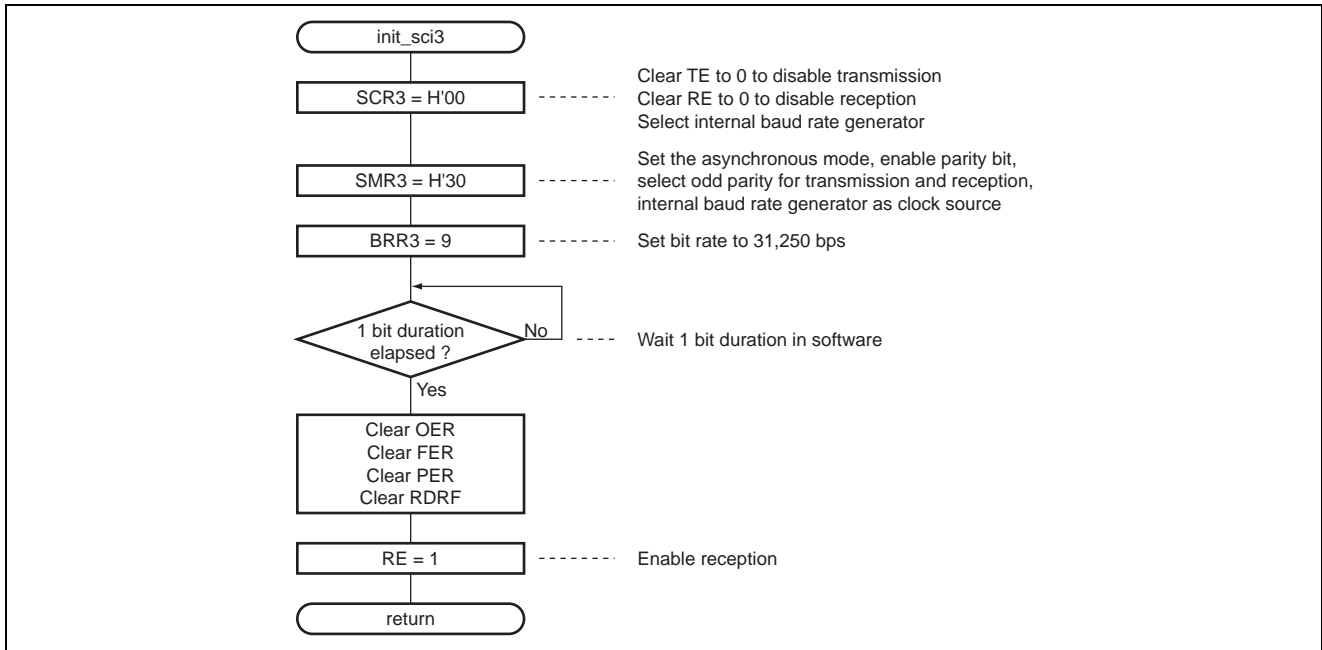 init_sci3
SCR3 = H'00
Clear TE to 0 to disable transmission
Clear RE to 0 to disable reception
Select internal baud rate generator
SMR3 = H'30
Set the asynchronous mode, enable parity bit,
select odd parity for transmission and reception,
internal baud rate generator as clock source
BRR3 = 9
Set bit rate to 31,250 bps
1 bit duration
elapsed ?
No
Wait 1 bit duration in software
Yes
Clear OER
Clear FER
Clear PER
Clear RDRF
RE = 1
Enable reception
return